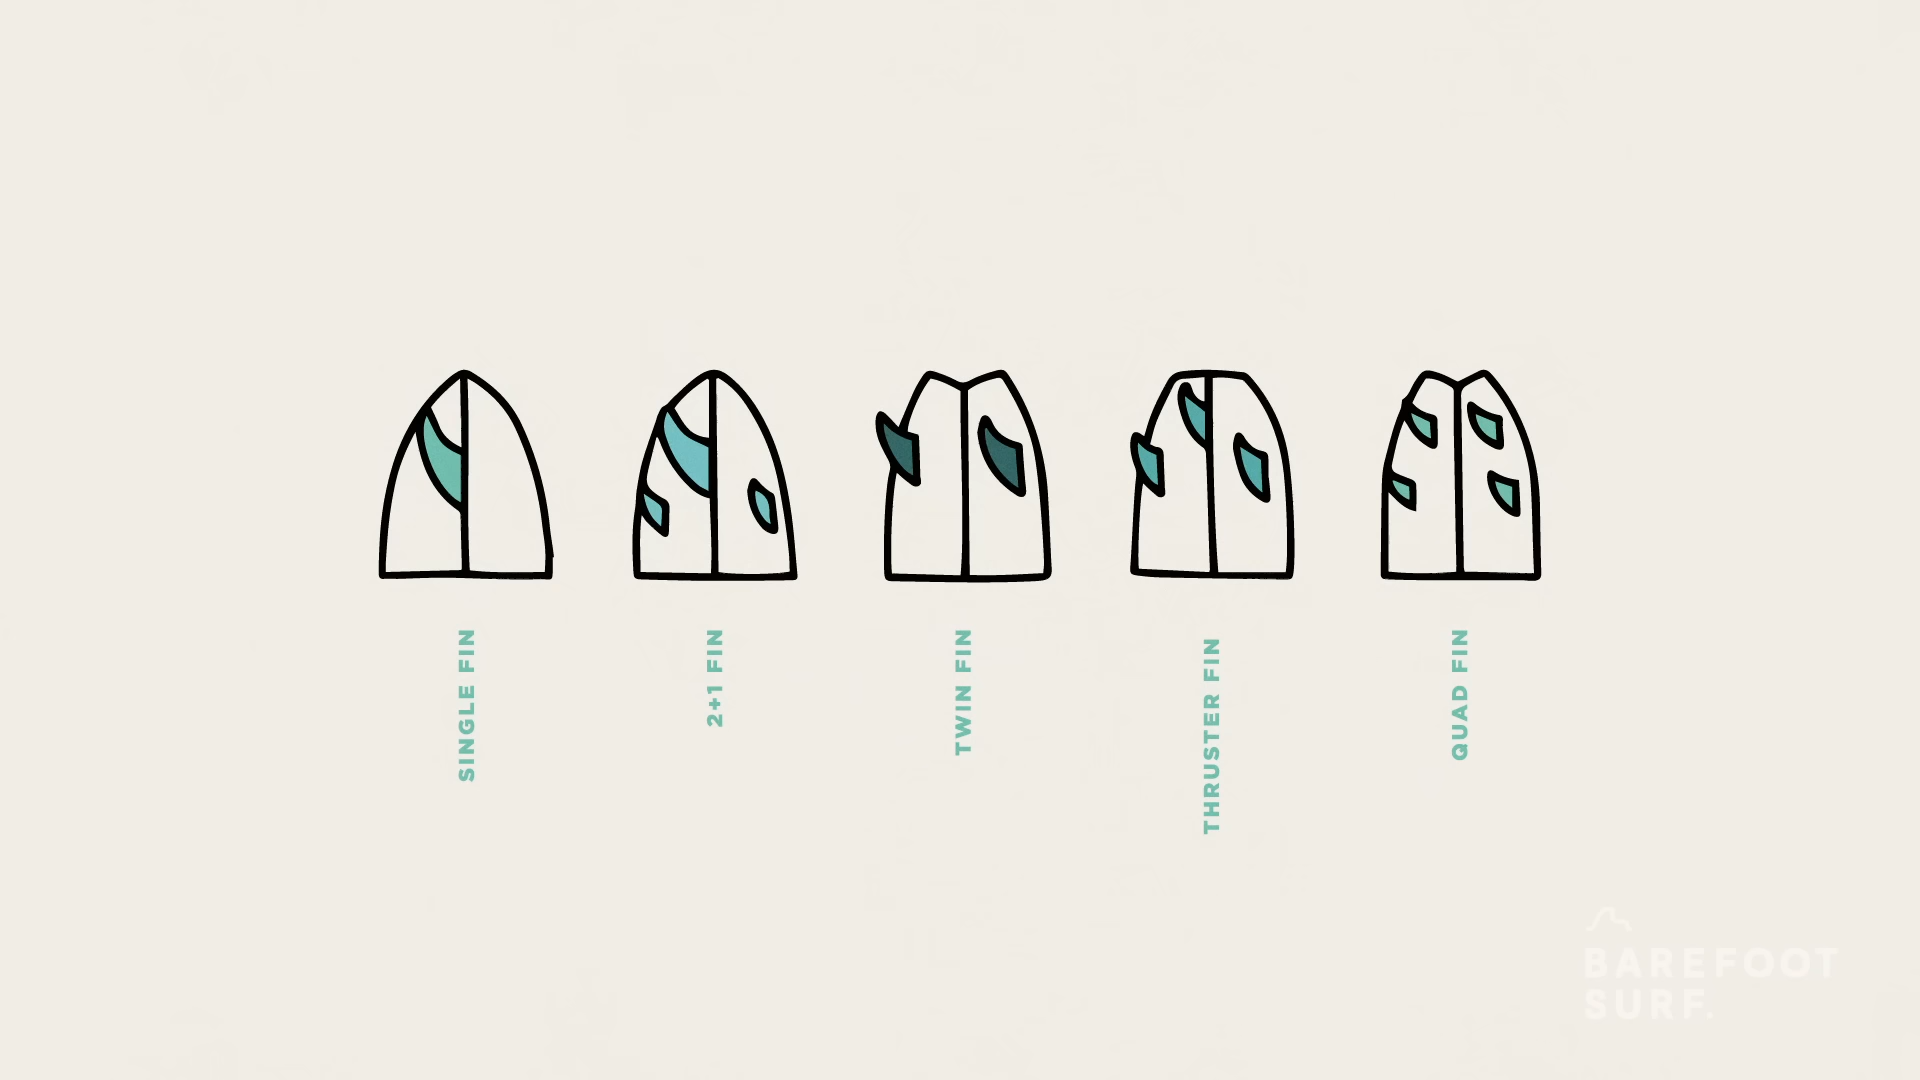 SINGLE FIN
2+1 FIN
TWIN FIN
THRUSTER FIN
QUAD FIN
BAREFOOT
SURF.